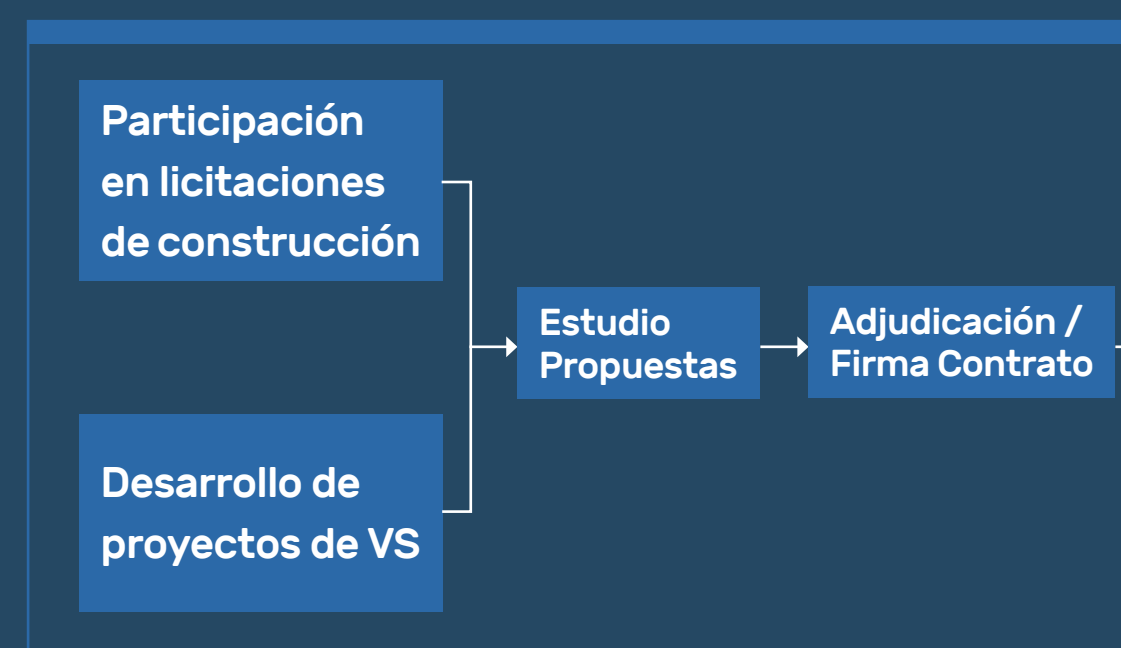 Participación
en licitaciones
de construcción
Desarrollo de
proyectos de VS
Estudio
Propuestas
Adjudicación /
Firma Contrato